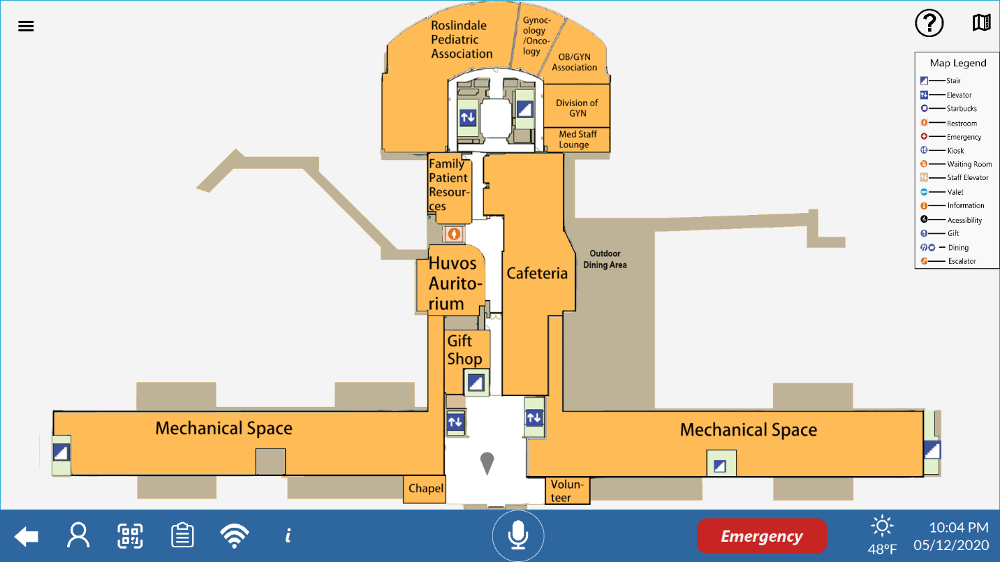 Roslindale
Pediatric
Association
Gynoc-
ology
/Onco-
logy
OB/GYN
Association
Division of
GYN
Med Staff
Lounge
Family
Patient
Resour-
ces
Huvos
Aurito-
rium
Cafeteria
Outdoor
Dining Area
Gift
Shop
Mechanical Space
Mechanical Space
Chapel
Volun-
teer
?
Map Legend
Stair
Elevator
Starbucks
Restroom
Emergency
Kiosk
Waiting Room
Staff Elevator
Valet
Information
Acessibility
Gift
Dining
Escalator
i
Emergency
48°F
10:04 PM
05/12/2020